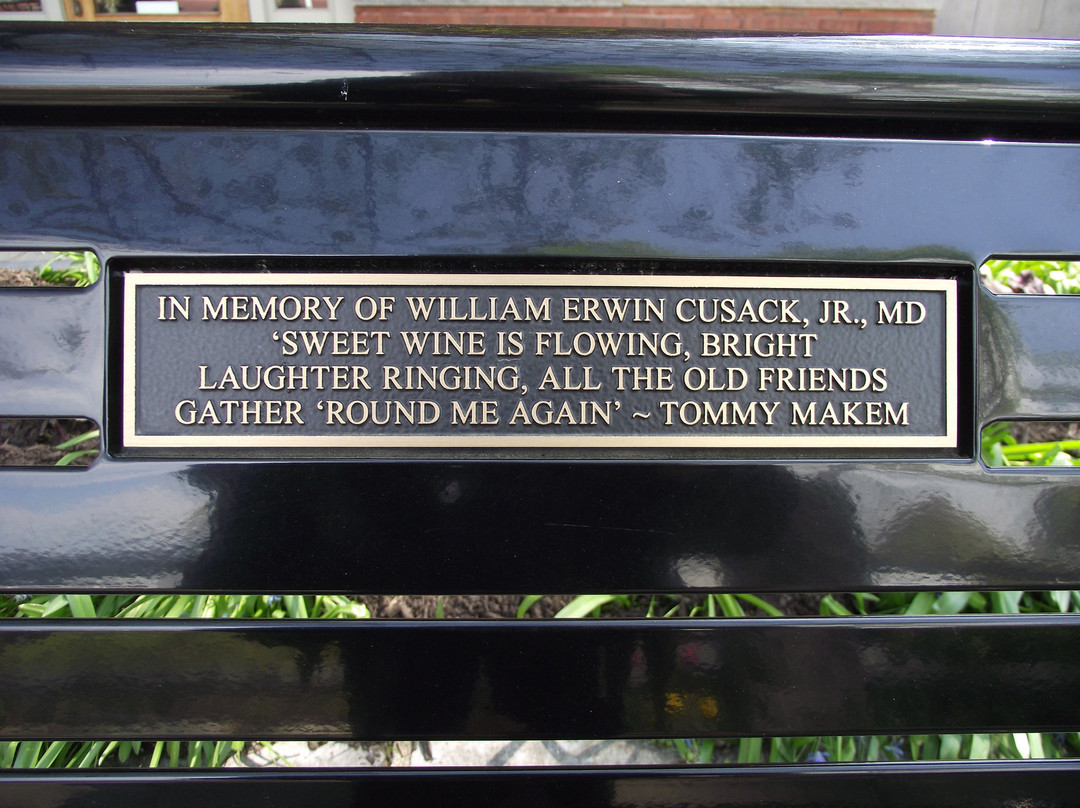 IN MEMORY OF WILLIAM ERWIN CUSACK, JR., MD
‘SWEET WINE IS FLOWING, BRIGHT
LAUGHTER RINGING, ALL THE OLD FRIENDS
GATHER ‘ROUND ME AGAIN’ ~ TOMMY MAKEM